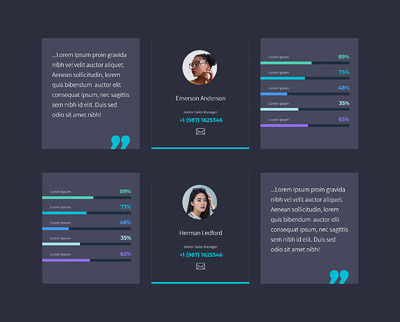 ...Lorem ipsum proin gravida
nibh vel velit auctor aliquet.
Aenean sollicitudin, lorem
quis bibendum auctor elit
consequat ipsutis, nec sagittis
sem nibh id elit. Duis sed
odio sit amet nibh!
”
Emerson Anderson
Senior Sales Manager
+1 (987) 1625346
Lorem ipsum 89%
Lorem ipsum 73%
Lorem ipsum 48%
Lorem ipsum 35%
Lorem ipsum 65%
Lorem ipsum 89%
Lorem ipsum 73%
Lorem ipsum 48%
Lorem ipsum 35%
Lorem ipsum 65%
Herman Ledford
Senior Sales Manager
+1 (987) 1625346
...Lorem ipsum proin gravida
nibh vel velit auctor aliquet.
Aenean sollicitudin, lorem
quis bibendum auctor elit
consequat ipsutis, nec sagittis
sem nibh id elit. Duis sed
odio sit amet nibh!
”